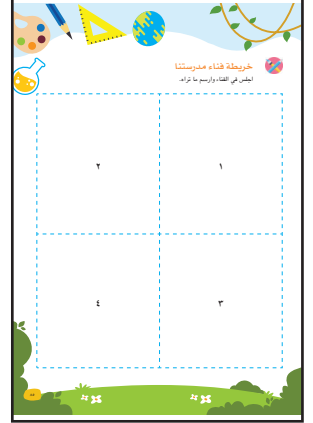 خريطة فناء مدرستنا
اجلس في الفناء وارسم ما تراه.
١
٢
٣
٤